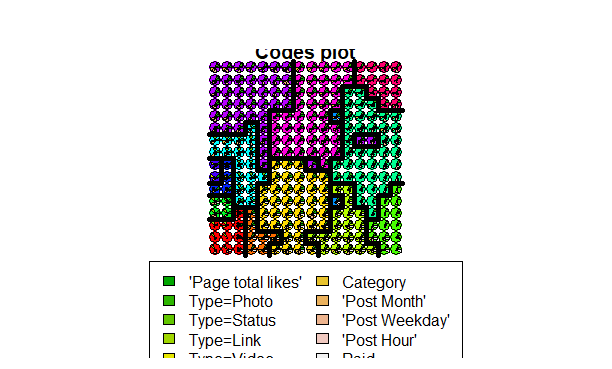 Codes plot
'Page total likes' Category
Type=Photo 'Post Month'
Type=Status 'Post Weekday'
Type=Link 'Post Hour'
Type=Video Paid